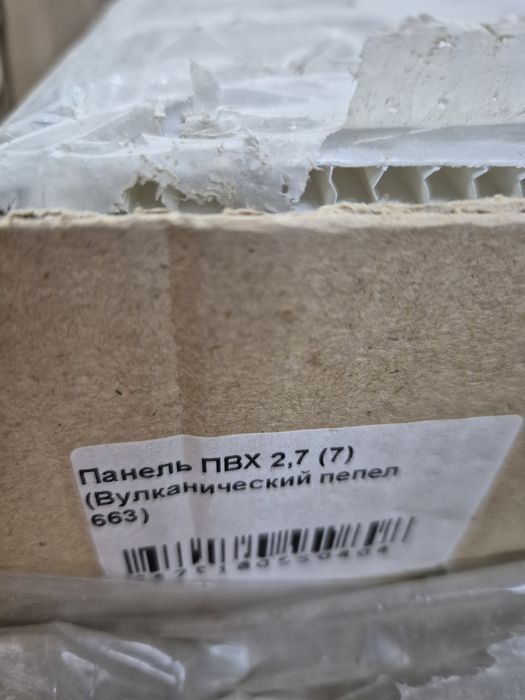 Панель ПВХ 2,7 (7)
(Вулканический пепел
663)